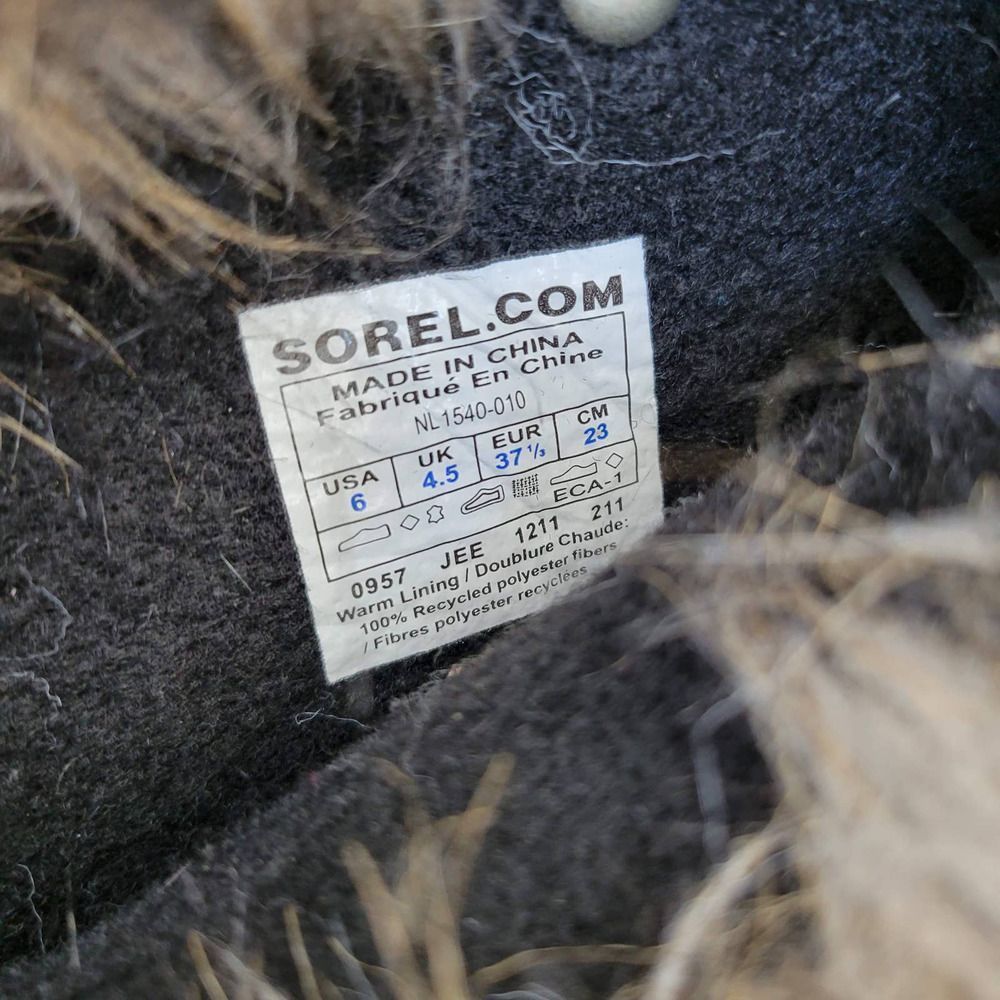 SOREL.COM
MADE IN CHINA
Fabriqué En Chine
NL1540-010
USA UK EUR CM
6 4.5 37 1/3 23
ECA-1
0957 JEE 1211 211
Warm Lining / Doublure Chaude:
100% Recycled polyester fibers
/ Fibres polyester recyclées